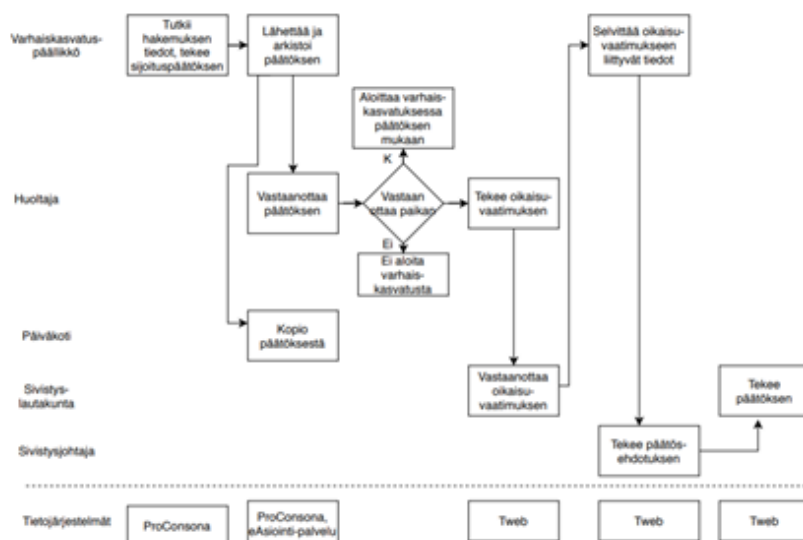 Varhaiskasvatus-
päällikkö
Tutkii
hakemuksen
tiedot, tekee
sijoituspäätöksen
Lähettää ja
arkistoi
päätöksen
Selvittää oikaisu-
vaatimukseen
liittyvät tiedot
Aloittaa varhais-
kasvatuksessa
päätöksen
mukaan
K
Huoltaja
Vastaanottaa
päätöksen
Vastaan
ottaa paikan
Tekee oikaisu-
vaatimuksen
Ei
Ei aloita
varhais-
kasvatusta
Päiväkoti
Kopio
päätöksestä
Sivistys-
lautakunta
Vastaanottaa
oikaisu-
vaatimuksen
Tekee
päätöksen
Sivistysjohtaja
Tekee päätös-
ehdotuksen
Tietojärjestelmät
ProConsona
ProConsona,
eAsiointi-palvelu
Tweb
Tweb
Tweb